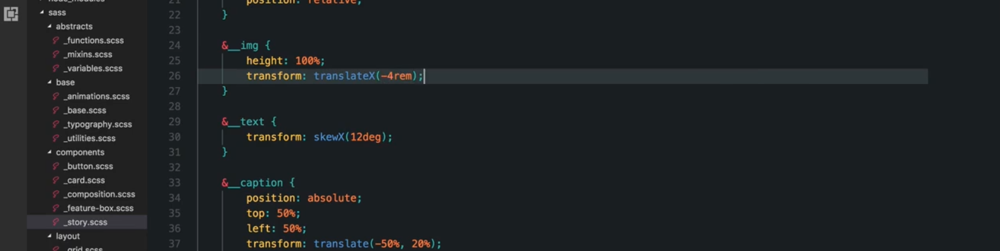 node_modules
sass
abstracts
_functions.scss
_mixins.scss
_variables.scss
base
_animations.scss
_base.scss
_typography.scss
_utilities.scss
components
_button.scss
_card.scss
_composition.scss
_feature-box.scss
_story.scss
layout
_grid.scss
21 position: relative;
22 }
23
24 &__img {
25 height: 100%;
26 transform: translateX(-4rem);
27 }
28
29 &__text {
30 transform: skewX(12deg);
31 }
32
33 &__caption {
34 position: absolute;
35 top: 50%;
36 left: 50%;
37 transform: translate(-50%, 20%);